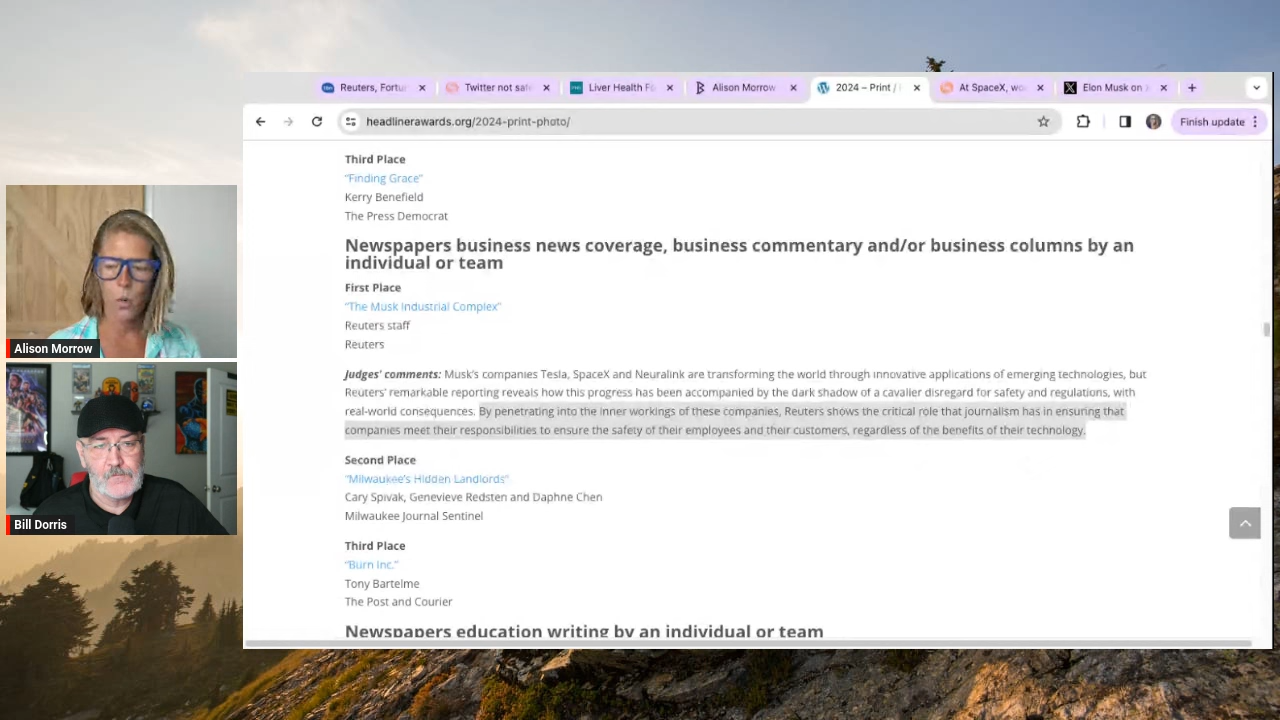 Reuters, Fortu
Twitter not saf
Liver Health F
Alison Morrow
2024 – Print /
At SpaceX, wo
Elon Musk on
headlinerawards.org/2024-print-photo/
Finish update
Third Place
“Finding Grace”
Kerry Benefield
The Press Democrat
Newspapers business news coverage, business commentary and/or business columns by an
individual or team
First Place
“The Musk Industrial Complex”
Reuters staff
Reuters
Judges’ comments: Musk’s companies Tesla, SpaceX and Neuralink are transforming the world through innovative applications of emerging technologies, but
Reuters’ remarkable reporting reveals how this progress has been accompanied by the dark shadow of a cavalier disregard for safety and regulations, with
real-world consequences. By penetrating into the inner workings of these companies, Reuters shows the critical role that journalism has in ensuring that
companies meet their responsibilities to ensure the safety of their employees and their customers, regardless of the benefits of their technology.
Second Place
“Milwaukee’s Hidden Landlords”
Cary Spivak, Genevieve Redsten and Daphne Chen
Milwaukee Journal Sentinel
Third Place
“Burn Inc.”
Tony Bartelme
The Post and Courier
Newspapers education writing by an individual or team
Alison Morrow
Bill Dorris